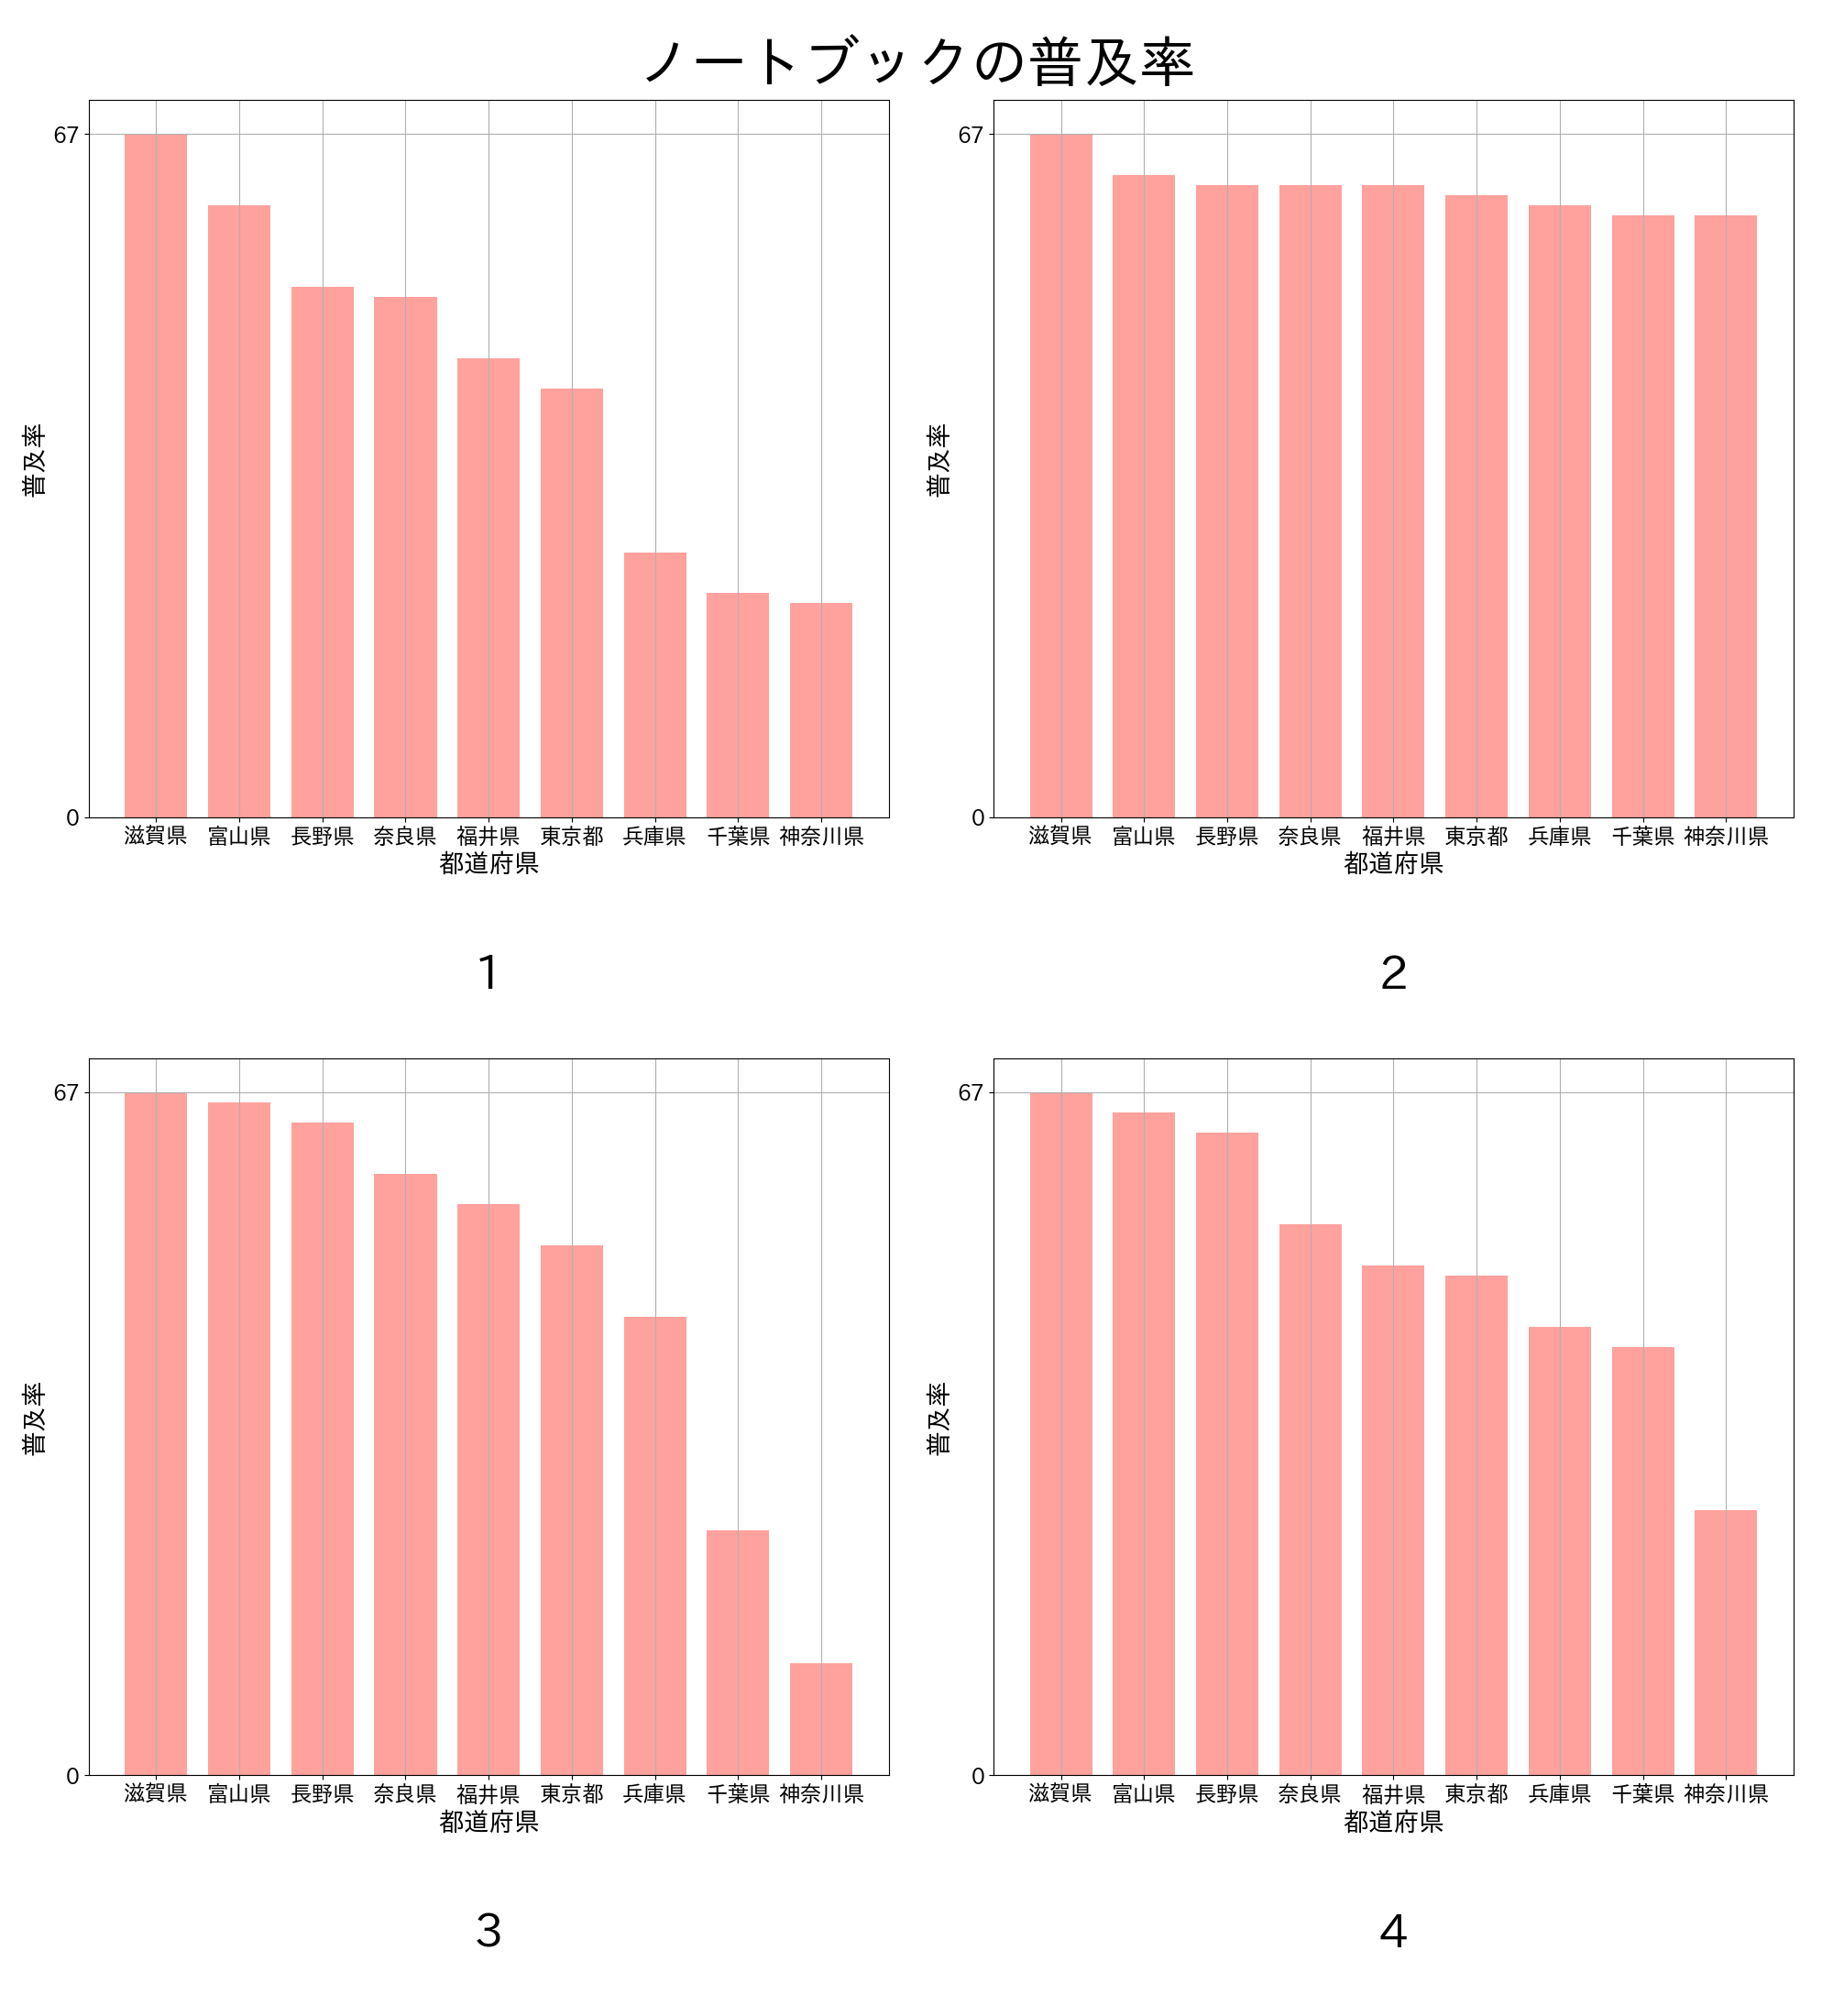 ノートブックの普及率
67
0
普及率
滋賀県 富山県 長野県 奈良県 福井県 東京都 兵庫県 千葉県 神奈川県
都道府県
1
67
0
普及率
滋賀県 富山県 長野県 奈良県 福井県 東京都 兵庫県 千葉県 神奈川県
都道府県
2
67
0
普及率
滋賀県 富山県 長野県 奈良県 福井県 東京都 兵庫県 千葉県 神奈川県
都道府県
3
67
0
普及率
滋賀県 富山県 長野県 奈良県 福井県 東京都 兵庫県 千葉県 神奈川県
都道府県
4